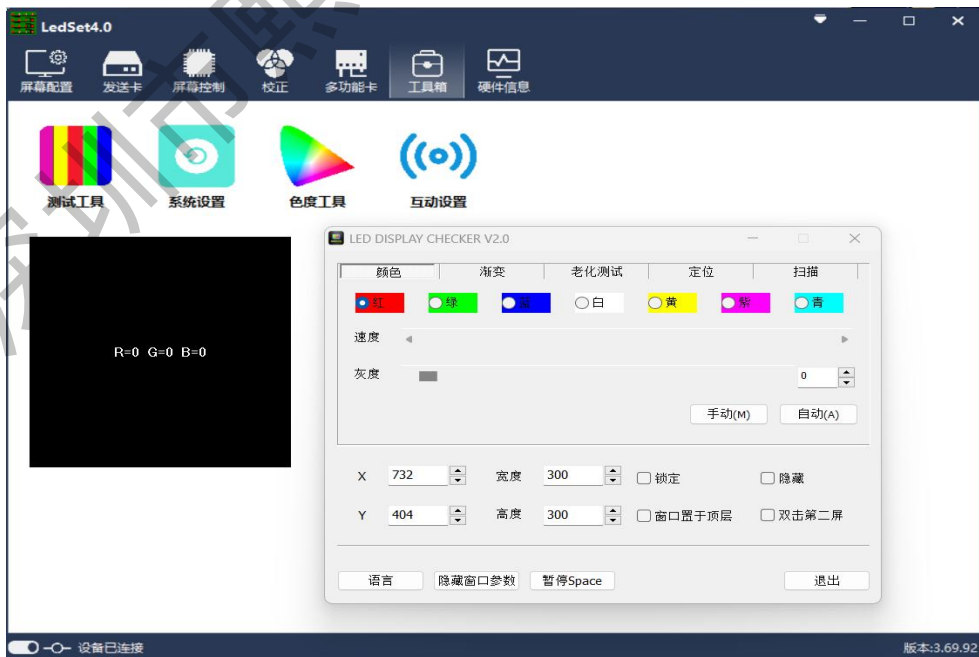 LedSet4.0
屏幕配置 发送卡 屏幕控制 校正 多功能卡 工具箱 硬件信息
测试工具 系统设置 色度工具 互动设置
LED DISPLAY CHECKER V2.0
颜色 渐变 老化测试 定位 扫描
红 绿 蓝 白 黄 紫 青
速度
R=0 G=0 B=0
灰度 0
手动(M) 自动(A)
X 732 宽度 300 锁定 隐藏
Y 404 高度 300 窗口置于顶层 双击第二屏
语言 隐藏窗口参数 暂停Space 退出
设备已连接 版本:3.69.92
深圳市熙